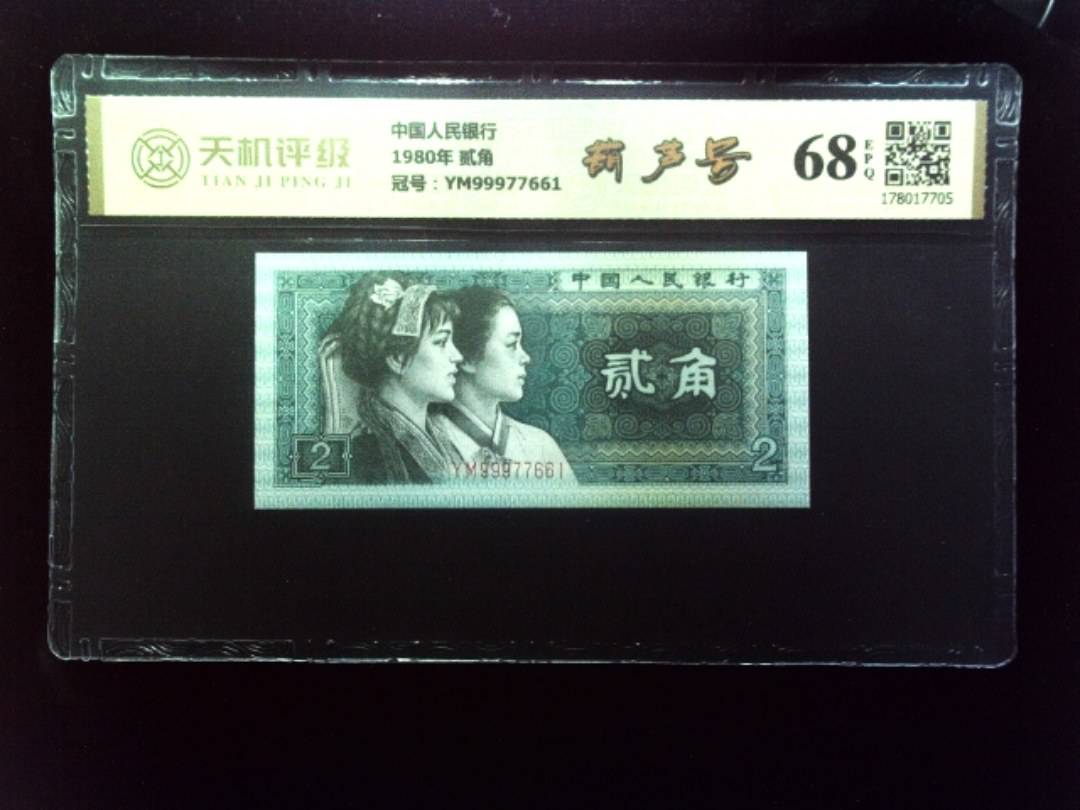 天机评级
TIAN JI PING JI
中国人民银行
1980年 贰角
冠号：YM99977661
葫芦号
68
EPQ
178017705
中国人民银行
贰角
2
2
YM99977661